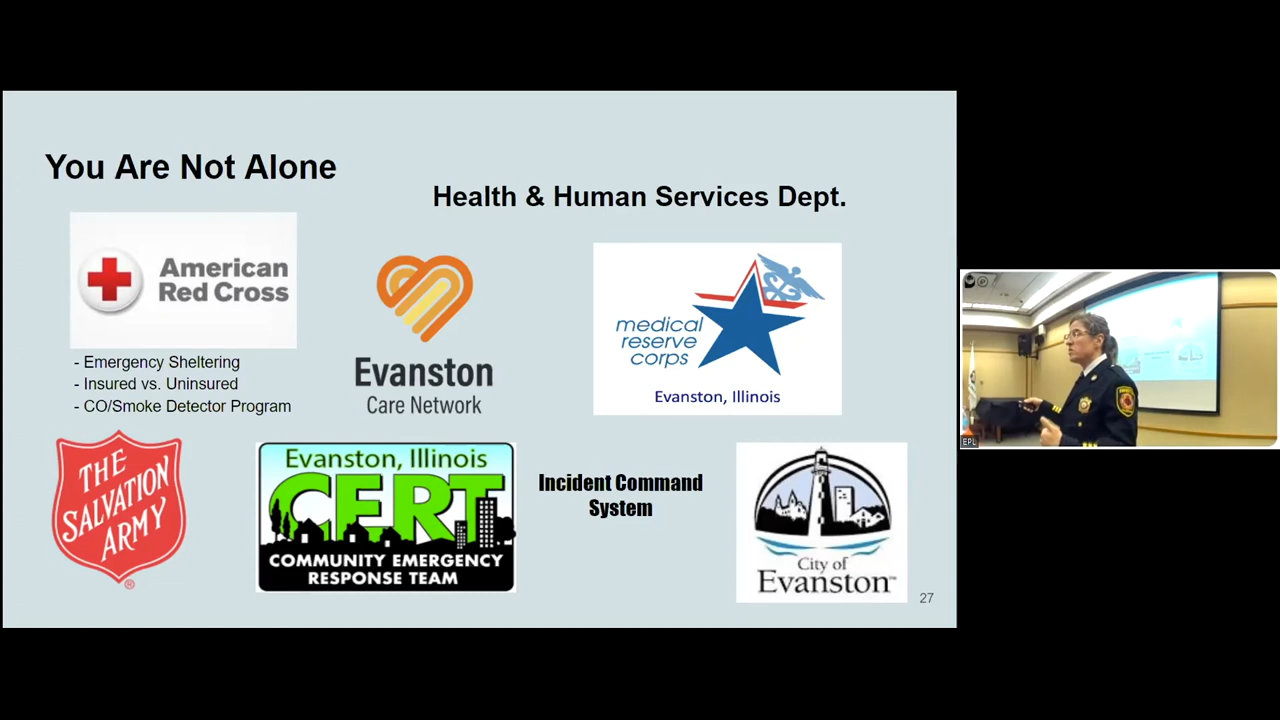 You Are Not Alone
Health & Human Services Dept.
American
Red Cross
- Emergency Sheltering
- Insured vs. Uninsured
- CO/Smoke Detector Program
Evanston
Care Network
medical
reserve
corps
Evanston, Illinois
THE
SALVATION
ARMY
®
Evanston, Illinois
CERT
COMMUNITY EMERGENCY
RESPONSE TEAM
Incident Command
System
City of
Evanston™
27
EPL